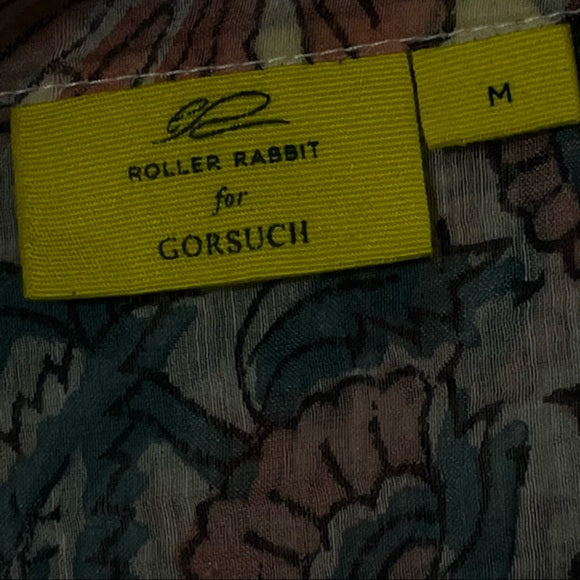 ROLLER RABBIT
for
GORSUCH
M